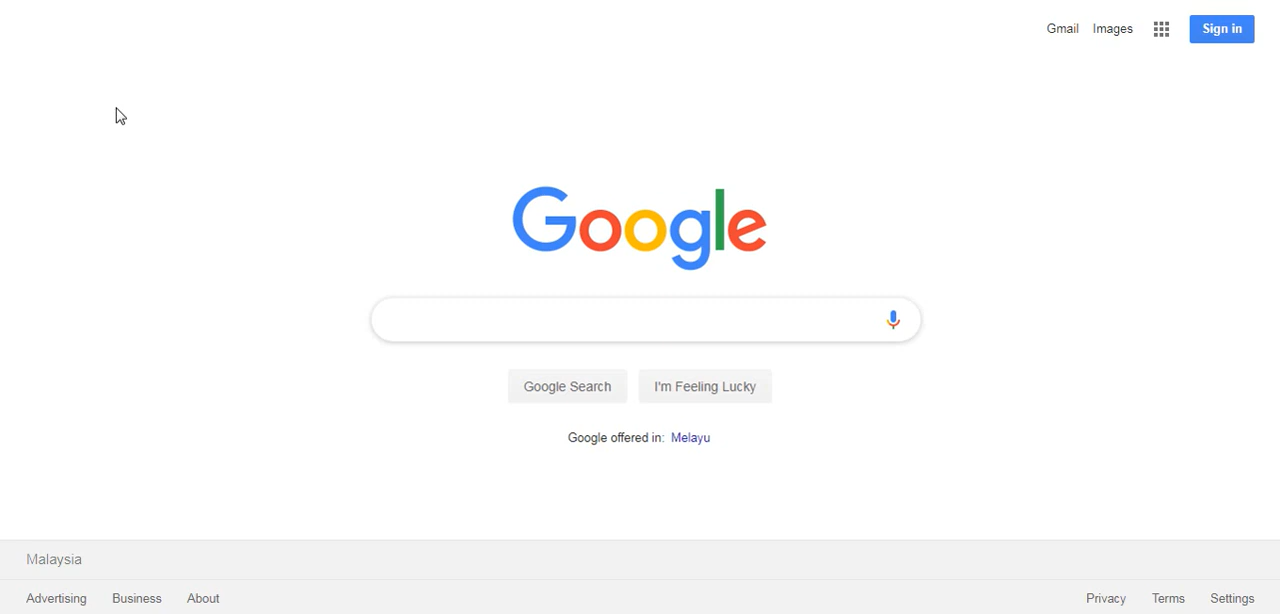 Gmail Images Sign in
Google
Google Search I'm Feeling Lucky
Google offered in: Melayu
Malaysia
Advertising Business About Privacy Terms Settings